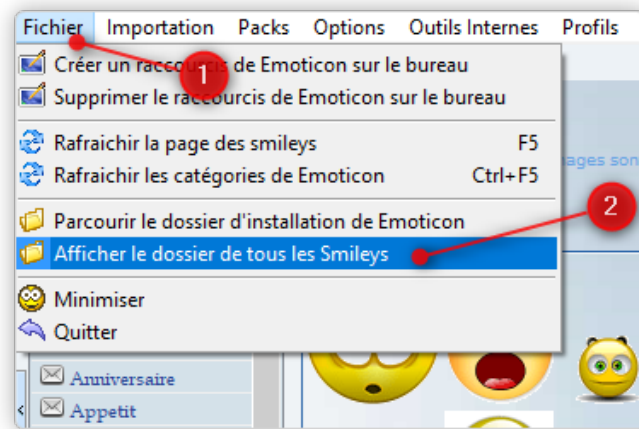 Fichier Importation Packs Options Outils Internes Profils
1
Créer un raccourcis de Emoticon sur le bureau
Supprimer le raccourcis de Emoticon sur le bureau
Rafraichir la page des smileys F5
ages son
Rafraichir les catégories de Emoticon Ctrl+F5
2
Parcourir le dossier d'installation de Emoticon
Afficher le dossier de tous les Smileys
Minimiser
Quitter
Anniversaire
Appetit